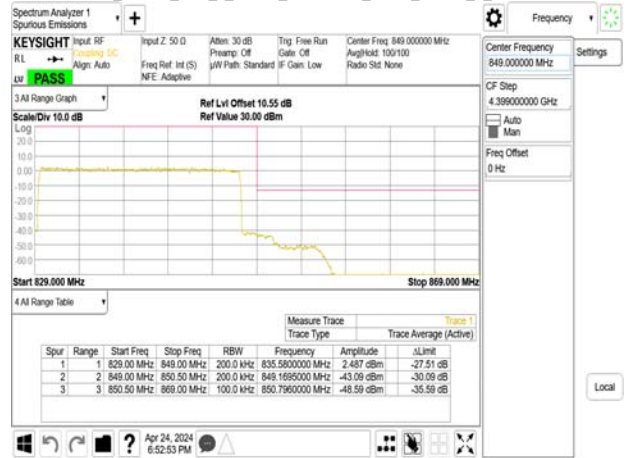 Spectrum Analyzer 1
Spurious Emissions
+
Frequency
KEYSIGHT
RL
PASS
Input: RF
Coupling: DC
Align: Auto
Input Z: 50 Ω
Freq Ref: Int (S)
NFE: Adaptive
Atten: 30 dB
Preamp: Off
µW Path: Standard
Trig: Free Run
Gate: Off
IF Gain: Low
Center Freq: 849.000000 MHz
Avg|Hold: 100/100
Radio Std: None
Center Frequency
849.000000 MHz
Settings
CF Step
4.399000000 GHz
Auto
Man
Freq Offset
0 Hz
3 All Range Graph
Scale/Div 10.0 dB
Ref Lvl Offset 10.55 dB
Ref Value 30.00 dBm
Log
20.0
10.0
0.00
-10.0
-20.0
-30.0
-40.0
-50.0
-60.0
Start 829.000 MHz
Stop 869.000 MHz
4 All Range Table
Measure Trace Trace 1
Trace Type Trace Average (Active)
Spur Range Start Freq Stop Freq RBW Frequency Amplitude ΔLimit
1 1 829.00 MHz 849.00 MHz 200.0 kHz 835.5800000 MHz 2.487 dBm -27.51 dB
2 2 849.00 MHz 850.50 MHz 200.0 kHz 849.1695000 MHz -43.09 dBm -30.09 dB
3 3 850.50 MHz 869.00 MHz 100.0 kHz 850.7960000 MHz -48.59 dBm -35.59 dB
Local
?
Apr 24, 2024
6:52:53 PM